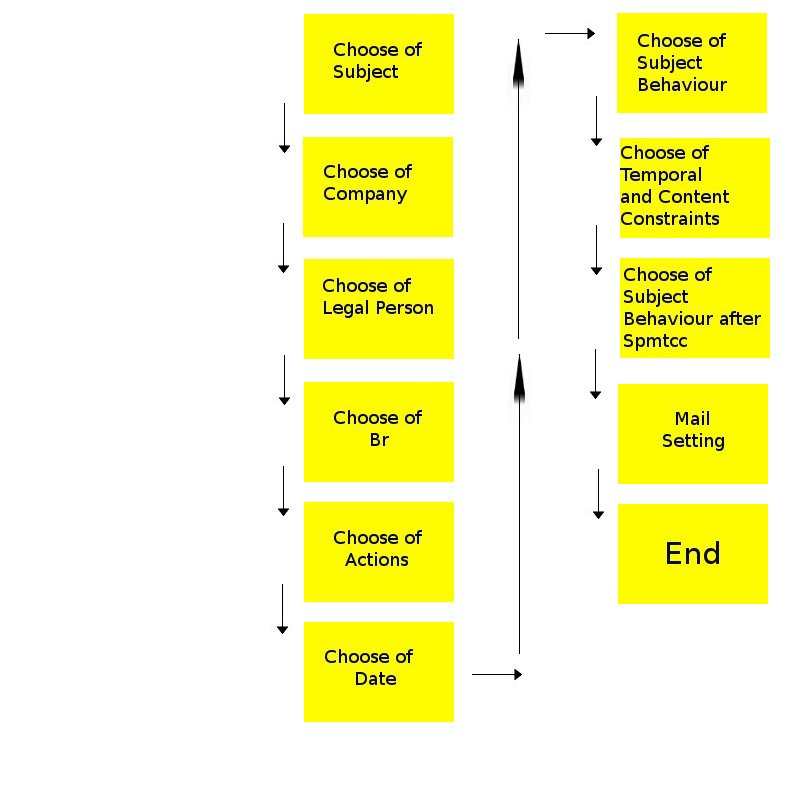 Choose of
Subject
Choose of
Company
Choose of
Legal Person
Choose of
Br
Choose of
Actions
Choose of
Date
Choose of
Subject
Behaviour
Choose of
Temporal
and Content
Constraints
Choose of
Subject
Behaviour after
Spmtcc
Mail
Setting
End